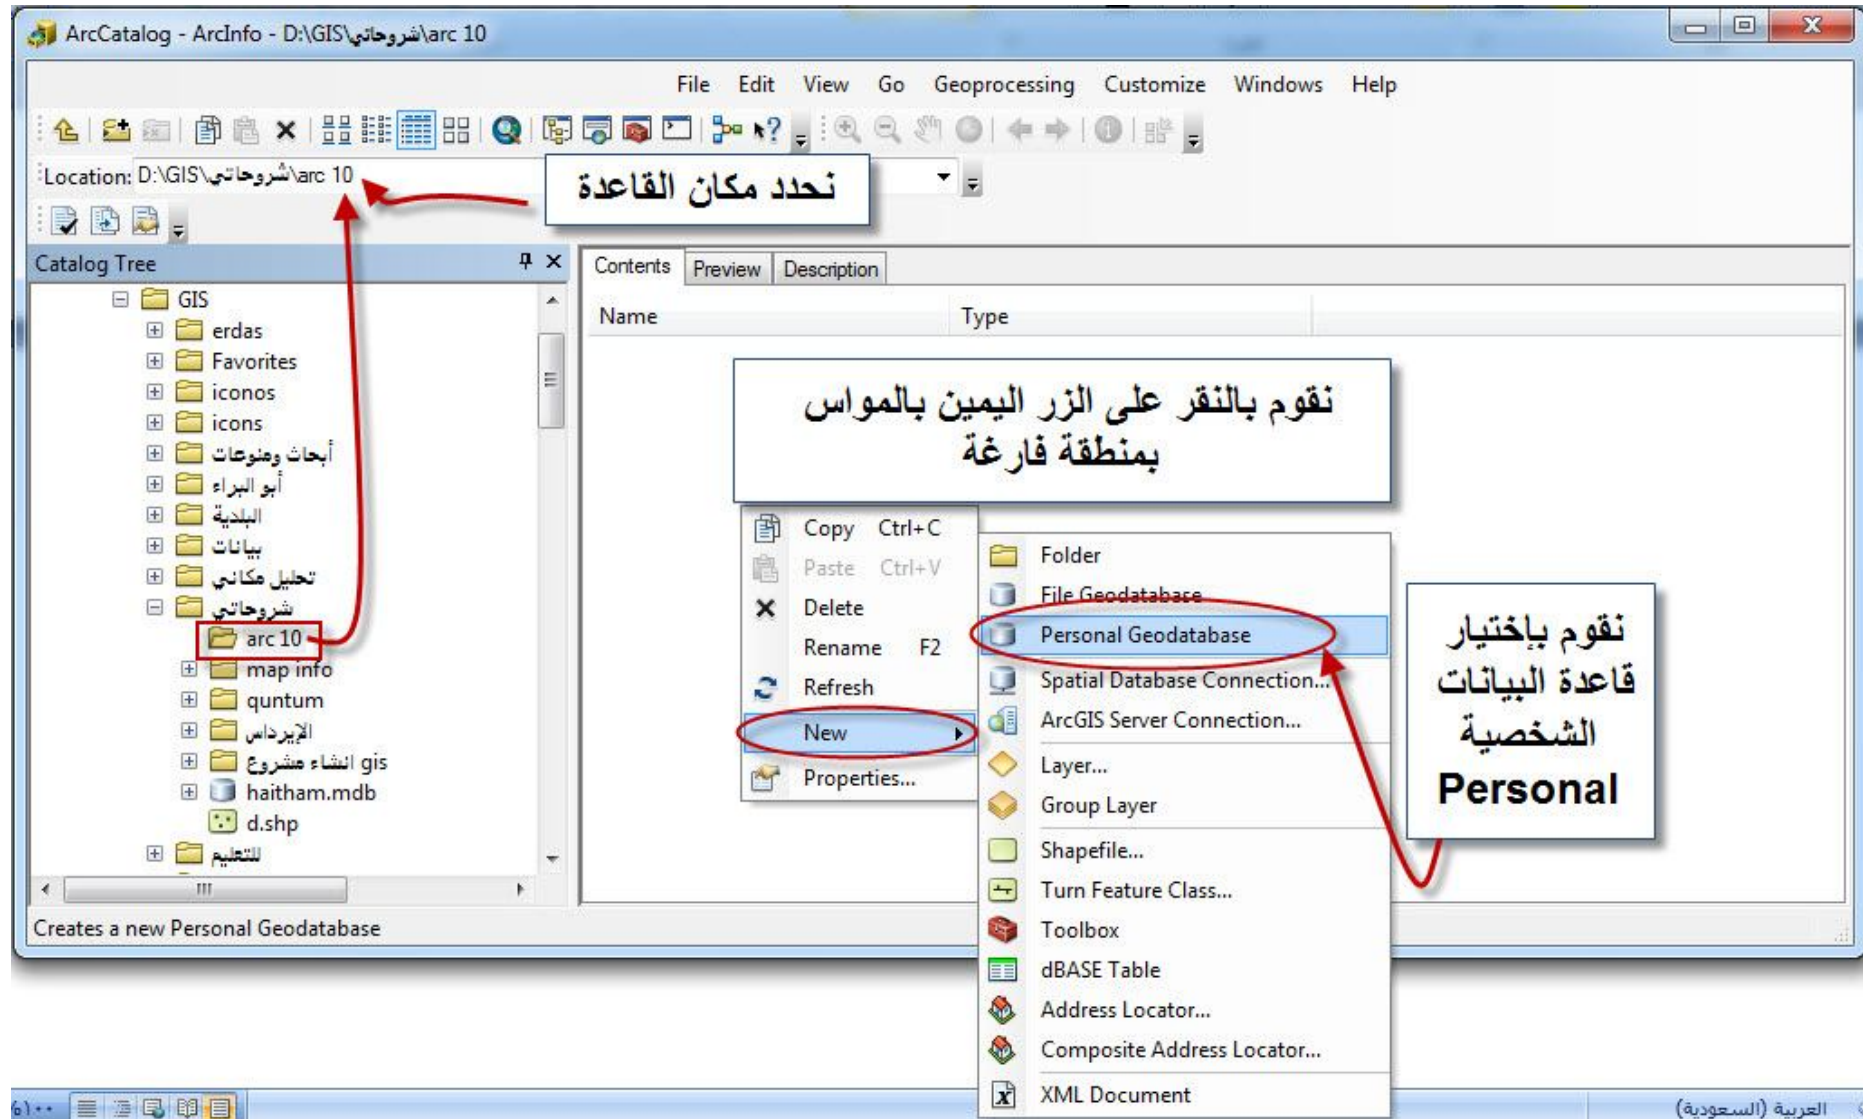 ArcCatalog - ArcInfo - D:\GIS\شروحاتي\arc 10
File Edit View Go Geoprocessing Customize Windows Help
Location: D:\GIS\شروحاتي\arc 10
نحدد مكان القاعدة
Catalog Tree
GIS
erdas
Favorites
iconos
icons
أبحاث ومنوعات
أبو البراء
البلدية
بيانات
تحليل مكاني
شروحاتي
arc 10
map info
quntum
الإيرداس
انشاء مشروع gis
haitham.mdb
d.shp
للتعليم
Contents Preview Description
Name Type
نقوم بالنقر على الزر اليمين بالمواس
بمنطقة فارغة
Copy Ctrl+C
Paste Ctrl+V
Delete
Rename F2
Refresh
New
Properties...
Folder
File Geodatabase
Personal Geodatabase
Spatial Database Connection...
ArcGIS Server Connection...
Layer...
Group Layer
Shapefile...
Turn Feature Class...
Toolbox
dBASE Table
Address Locator...
Composite Address Locator...
XML Document
نقوم بإختيار
قاعدة البيانات
الشخصية
Personal
Creates a new Personal Geodatabase
%١٠٠
العربية (السعودية)